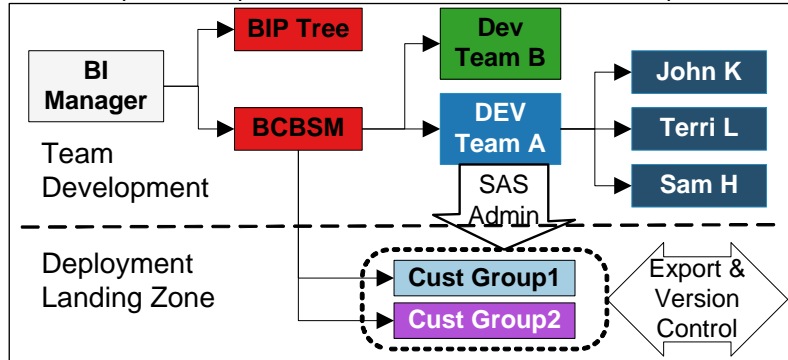 BIP Tree
Dev
Team B
BI
Manager
John K
BCBSM
DEV
Team A
Terri L
Team
Development
SAS
Admin
Sam H
Deployment
Landing Zone
Cust Group1
Cust Group2
Export &
Version
Control